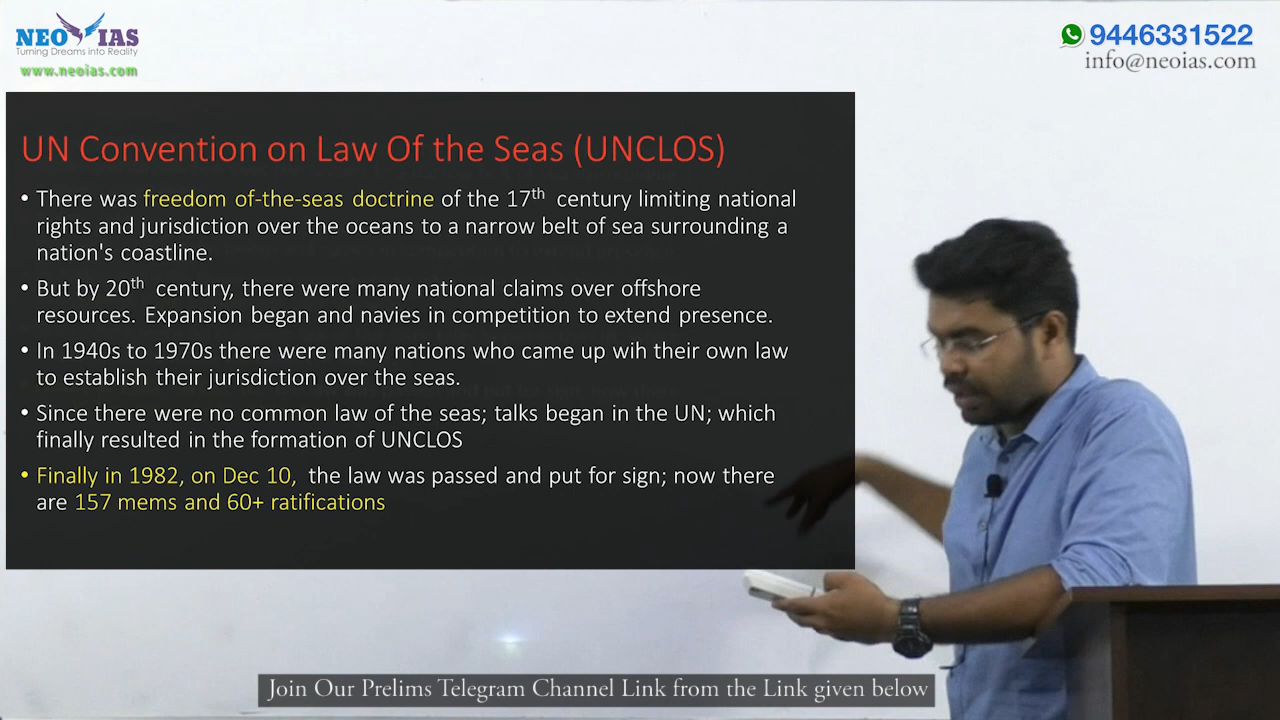 NEO IAS
Turning Dreams into Reality
www.neoias.com
9446331522
info@neoias.com
UN Convention on Law Of the Seas (UNCLOS)
• There was freedom of-the-seas doctrine of the 17th century limiting national
rights and jurisdiction over the oceans to a narrow belt of sea surrounding a
nation's coastline.
• But by 20th century, there were many national claims over offshore
resources. Expansion began and navies in competition to extend presence.
• In 1940s to 1970s there were many nations who came up wih their own law
to establish their jurisdiction over the seas.
• Since there were no common law of the seas; talks began in the UN; which
finally resulted in the formation of UNCLOS
• Finally in 1982, on Dec 10, the law was passed and put for sign; now there
are 157 mems and 60+ ratifications
Join Our Prelims Telegram Channel Link from the Link given below